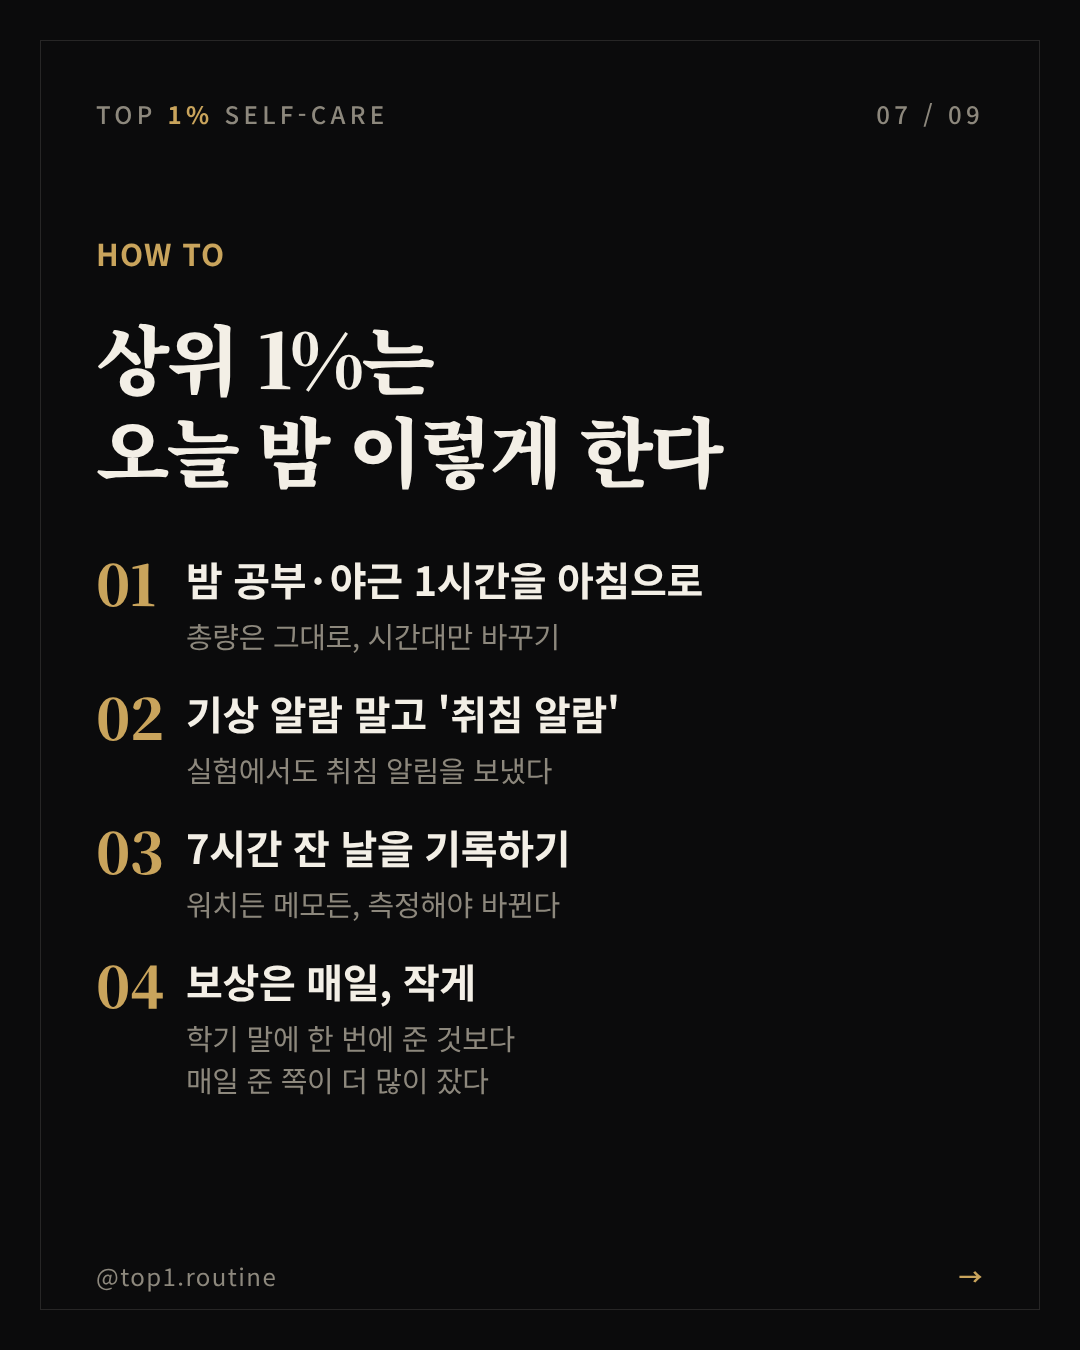 TOP 1% SELF-CARE
07 / 09
HOW TO
상위 1%는
오늘 밤 이렇게 한다
01 밤 공부·야근 1시간을 아침으로
총량은 그대로, 시간대만 바꾸기
02 기상 알람 말고 '취침 알람'
실험에서도 취침 알림을 보냈다
03 7시간 잔 날을 기록하기
워치든 메모든, 측정해야 바뀐다
04 보상은 매일, 작게
학기 말에 한 번에 준 것보다
매일 준 쪽이 더 많이 잤다
@top1.routine
→